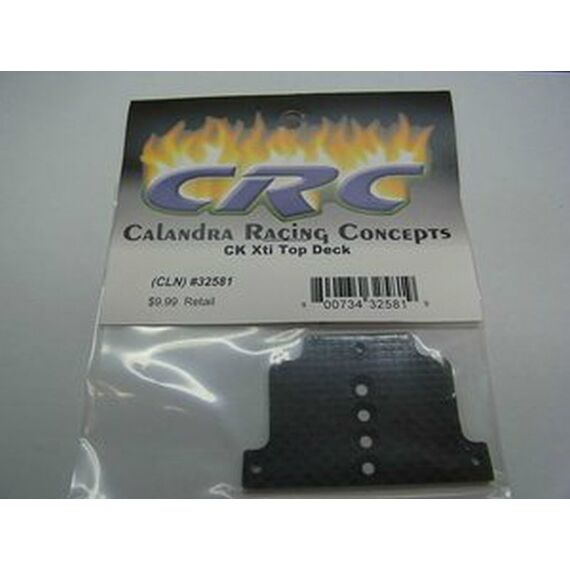 CRC
Calandra Racing Concepts
CK Xti Top Deck
(CLN) #32581
$9.99 Retail
00734 32581